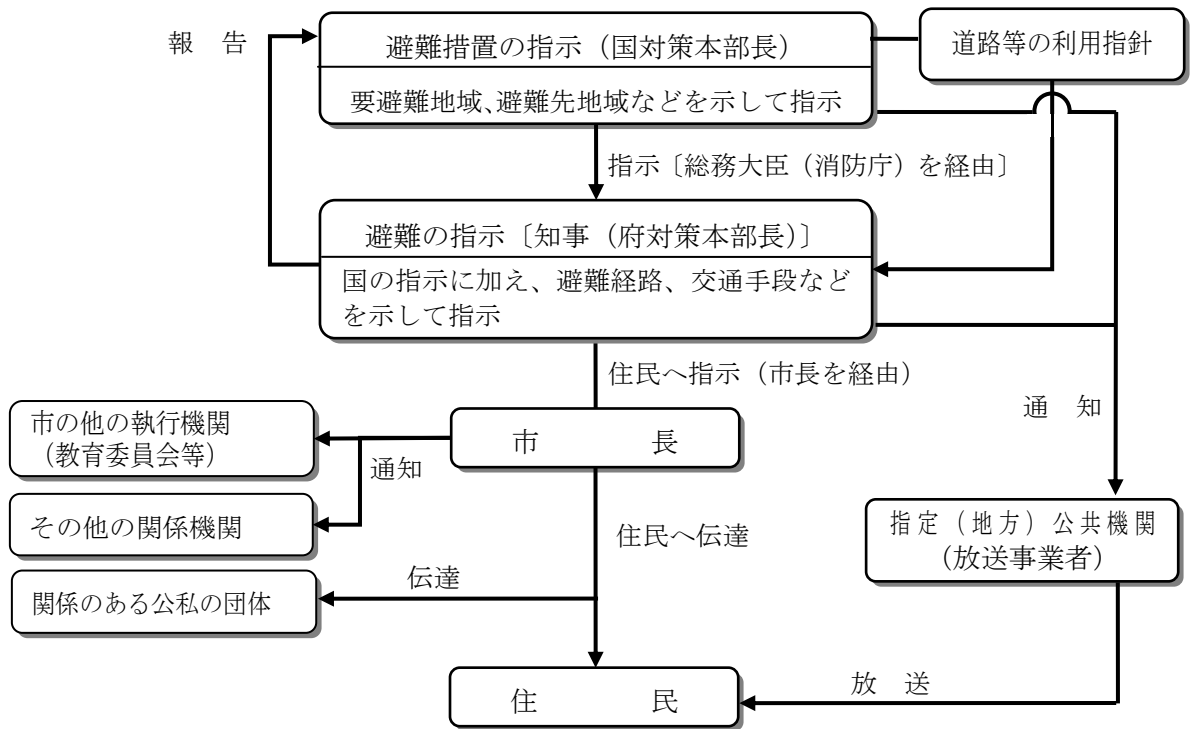 報　告
避難措置の指示（国対策本部長）
道路等の利用指針
要避難地域、避難先地域などを示して指示
指示〔総務大臣（消防庁）を経由〕
避難の指示〔知事（府対策本部長）〕
国の指示に加え、避難経路、交通手段など
を示して指示
住民へ指示（市長を経由）
通　知
市の他の執行機関
（教育委員会等）
市　　　長
通知
その他の関係機関
住民へ伝達
指定（地方）公共機関
（放送事業者）
関係のある公私の団体
伝達
放　送
住　　　民